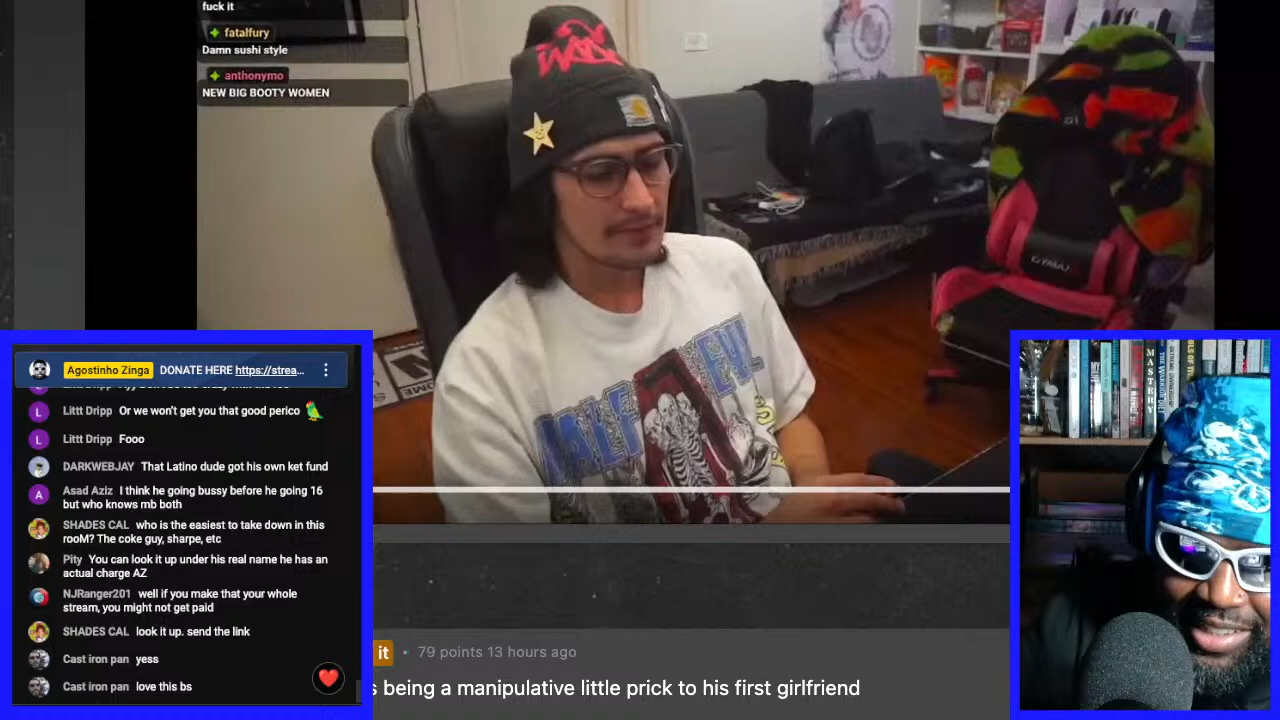 fuck it
fatalfury
Damn sushi style
anthonymo
NEW BIG BOOTY WOMEN
Agostinho Zinga DONATE HERE https://strea...
Littt Dripp Or we won't get you that good perico
Littt Dripp Fooo
DARKWEBJAY That Latino dude got his own ket fund
Asad Aziz I think he going bussy before he going 16
but who knows mb both
SHADES CAL who is the easiest to take down in this
rooM? The coke guy, sharpe, etc
Pity You can look it up under his real name he has an
actual charge AZ
NJRanger201 well if you make that your whole
stream, you might not get paid
SHADES CAL look it up. send the link
Cast iron pan yess
Cast iron pan love this bs
it • 79 points 13 hours ago
s being a manipulative little prick to his first girlfriend
MASTERY